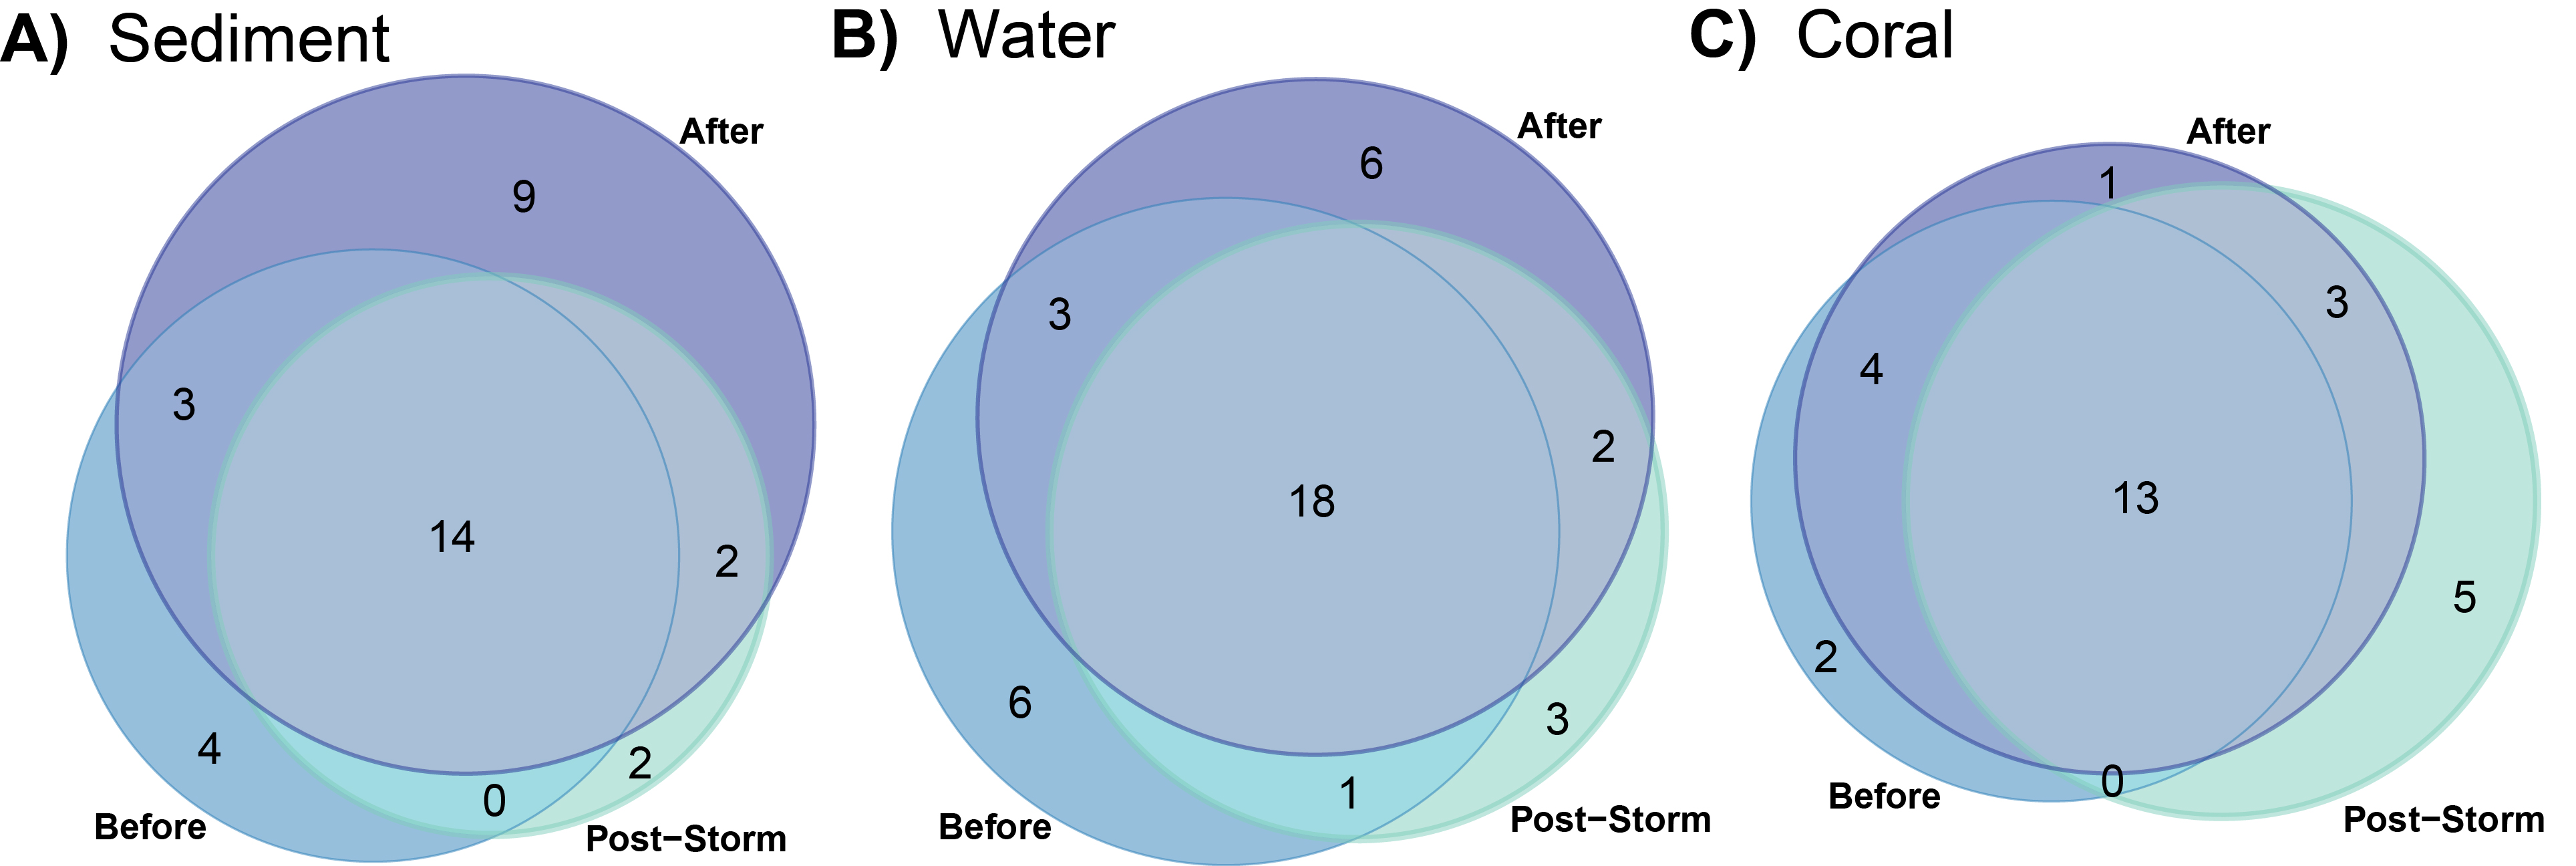 A) Sediment
After
9
3
14
2
4
2
0
Before
Post−Storm
B) Water
After
6
3
2
18
6
3
1
Before
Post−Storm
C) Coral
After
1
3
4
13
5
2
0
Before
Post−Storm